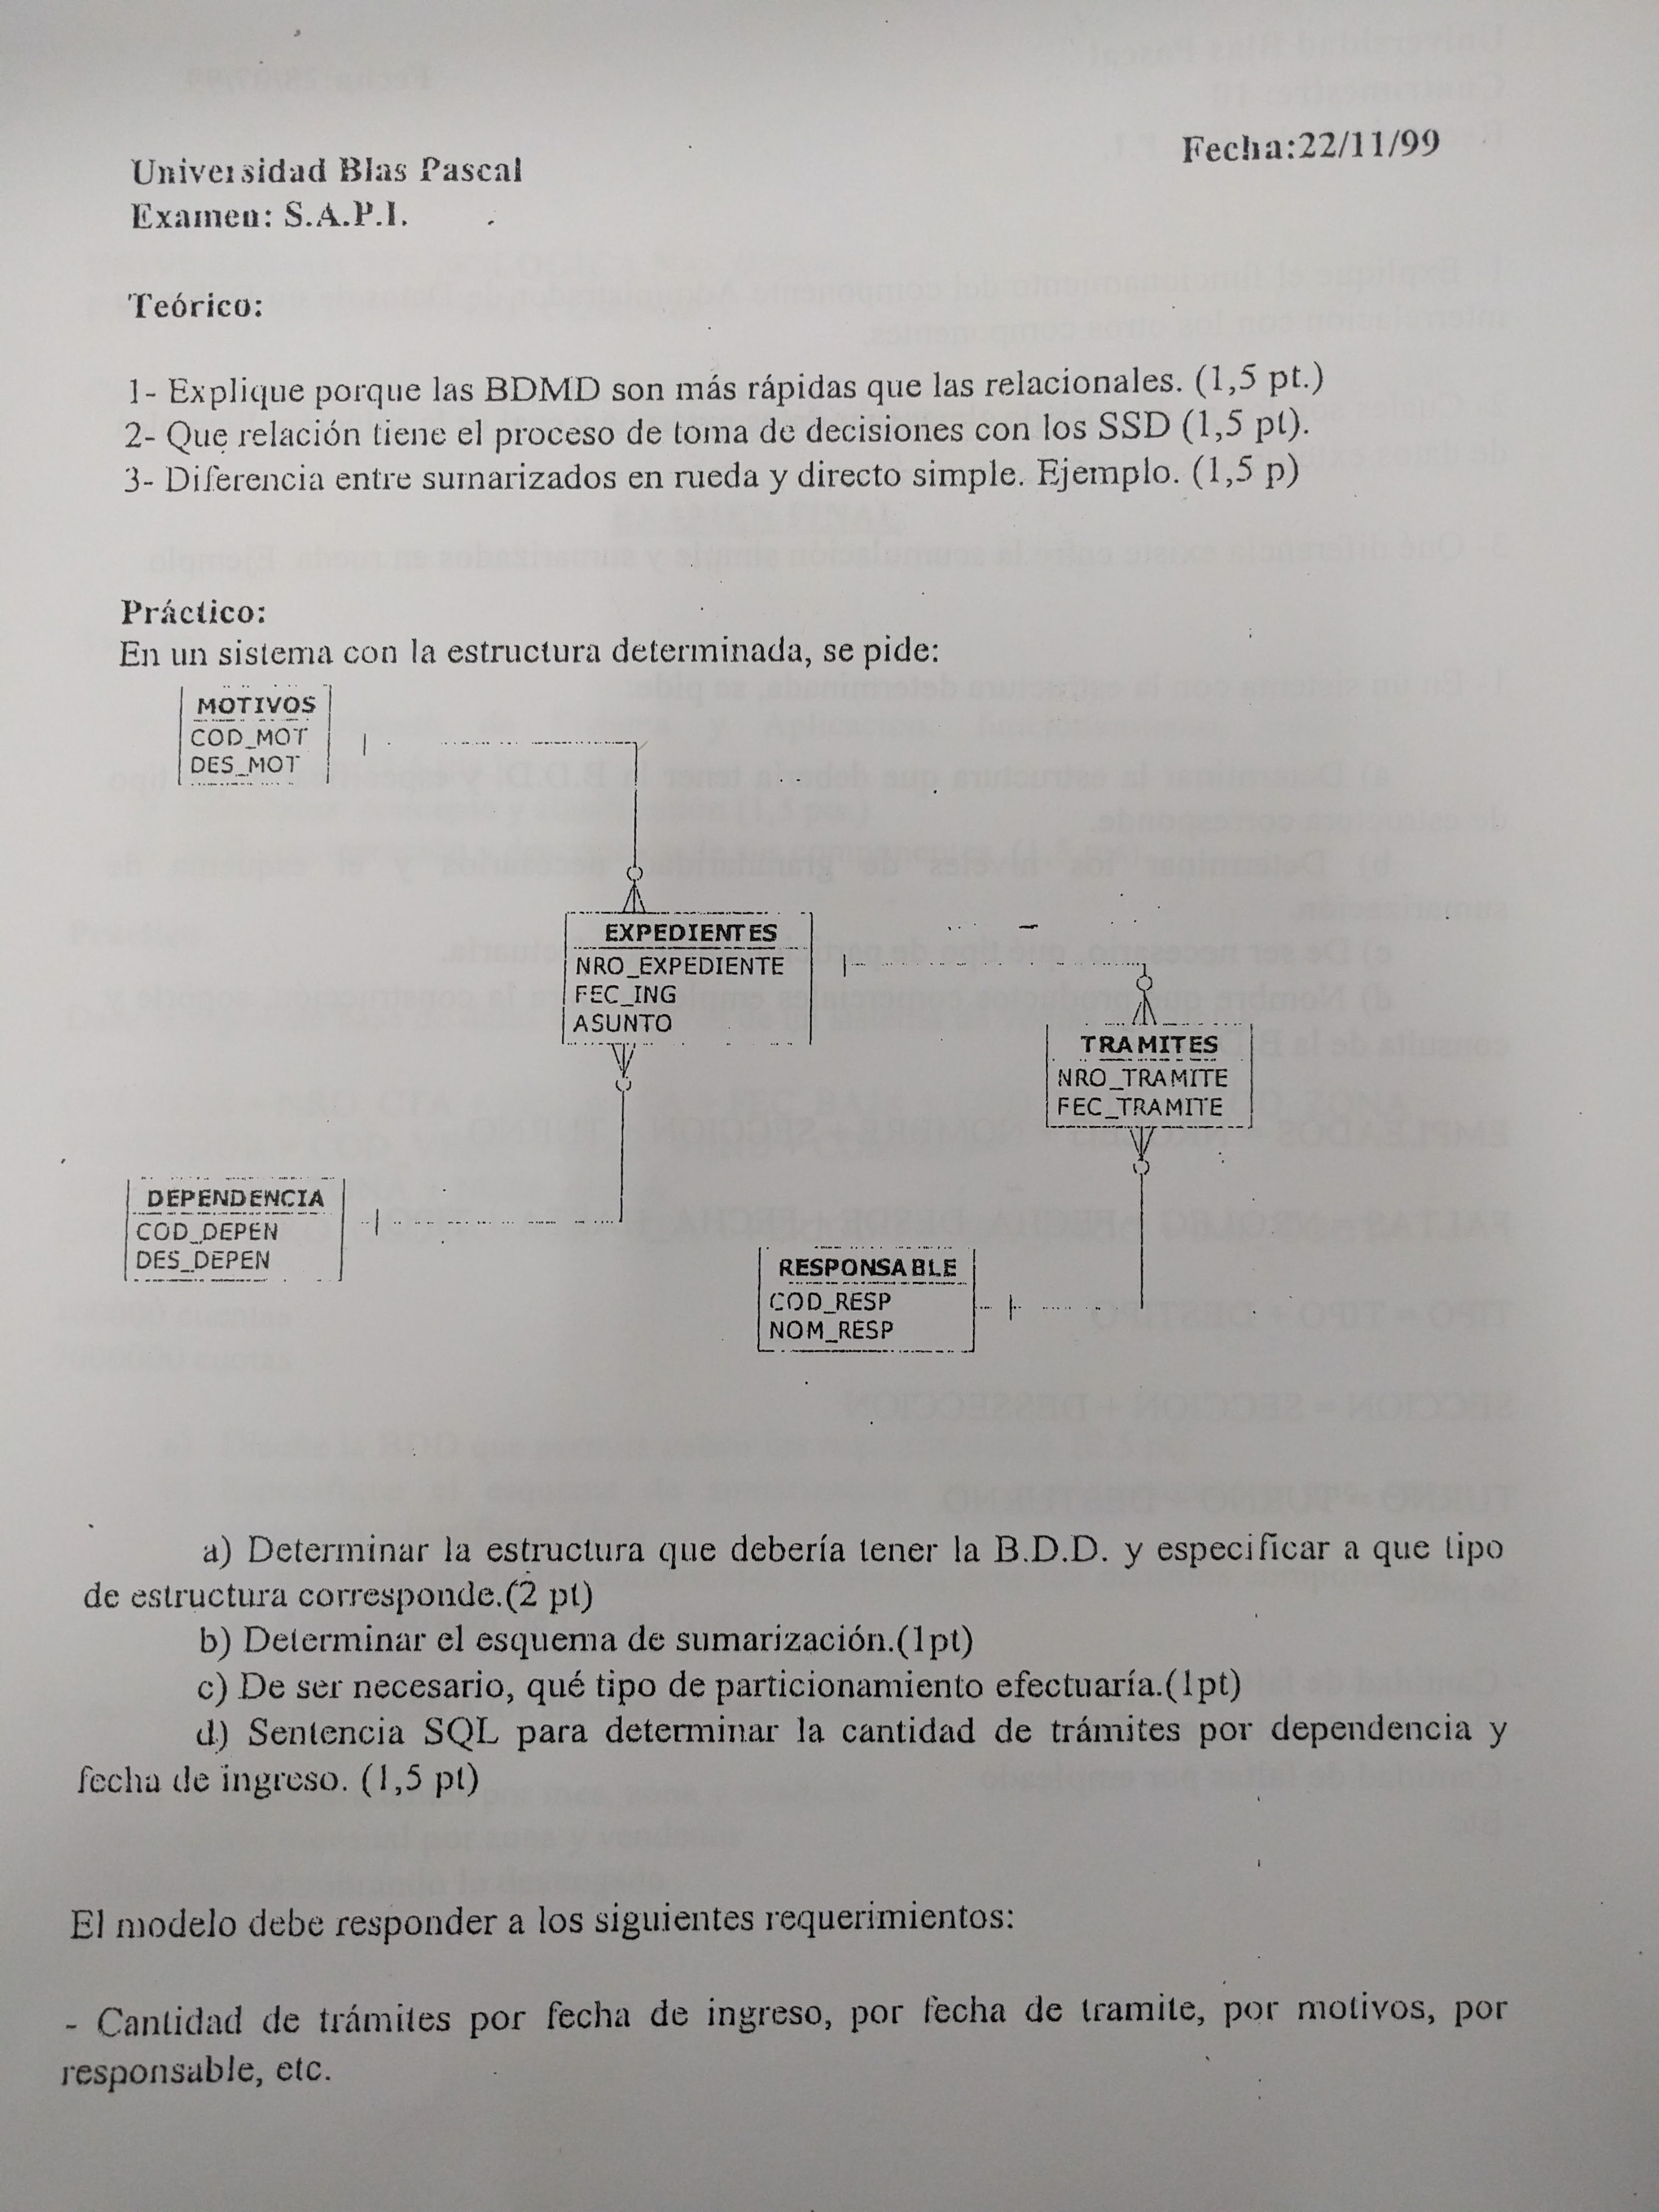 Fecha:22/11/99
Universidad Blas Pascal
Examen: S.A.P.I.
Teórico:
1- Explique porque las BDMD son más rápidas que las relacionales. (1,5 pt.)
2- Que relación tiene el proceso de toma de decisiones con los SSD (1,5 pt).
3- Diferencia entre sumarizados en rueda y directo simple. Ejemplo. (1,5 p)
Práctico:
En un sistema con la estructura determinada, se pide:
MOTIVOS
COD_MOT
DES_MOT
EXPEDIENTES
NRO_EXPEDIENTE
FEC_ING
ASUNTO
TRAMITES
NRO_TRAMITE
FEC_TRAMITE
DEPENDENCIA
COD_DEPEN
DES_DEPEN
RESPONSABLE
COD_RESP
NOM_RESP
a) Determinar la estructura que debería tener la B.D.D. y especificar a que tipo
de estructura corresponde.(2 pt)
b) Determinar el esquema de sumarización.(1pt)
c) De ser necesario, qué tipo de particionamiento efectuaría.(1pt)
d) Sentencia SQL para determinar la cantidad de trámites por dependencia y
fecha de ingreso. (1,5 pt)
El modelo debe responder a los siguientes requerimientos:
- Cantidad de trámites por fecha de ingreso, por fecha de tramite, por motivos, por
responsable, etc.